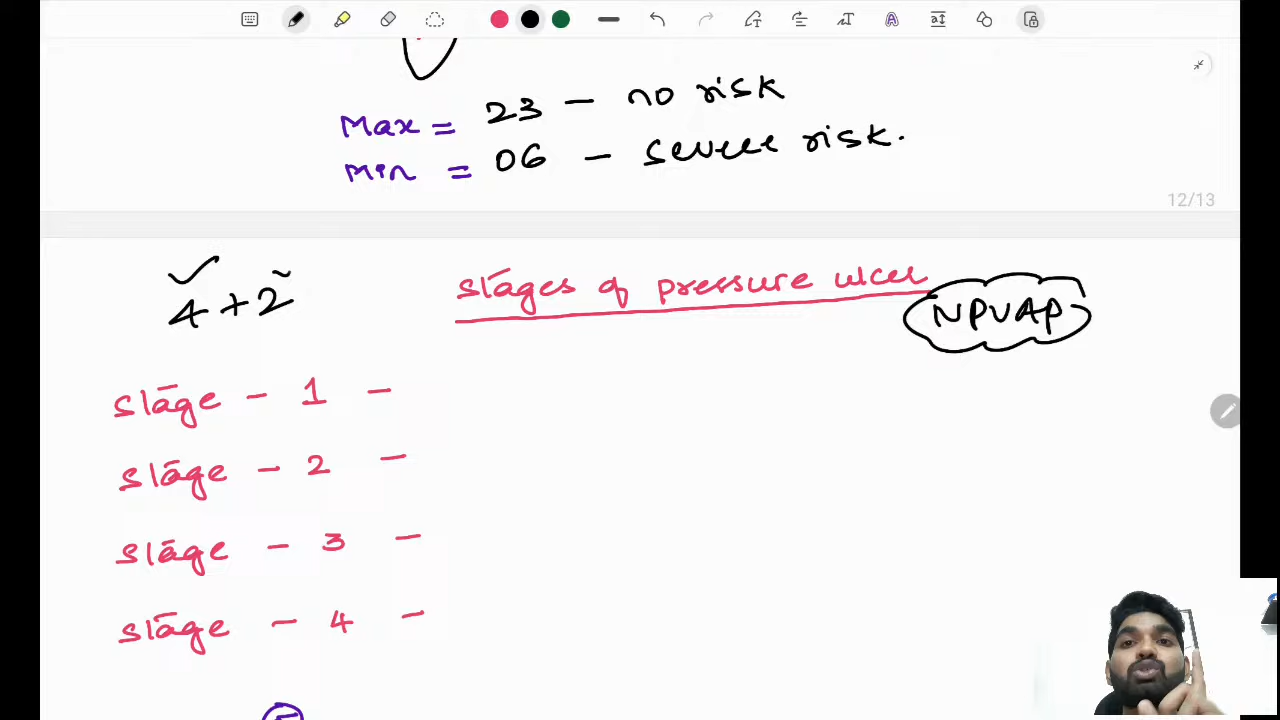 Max = 23 - no risk
Min = 06 - severe risk.
12/13
4+2
stages of pressure ulcer
NPUAP
stage - 1 -
stage - 2 -
stage - 3 -
stage - 4 -